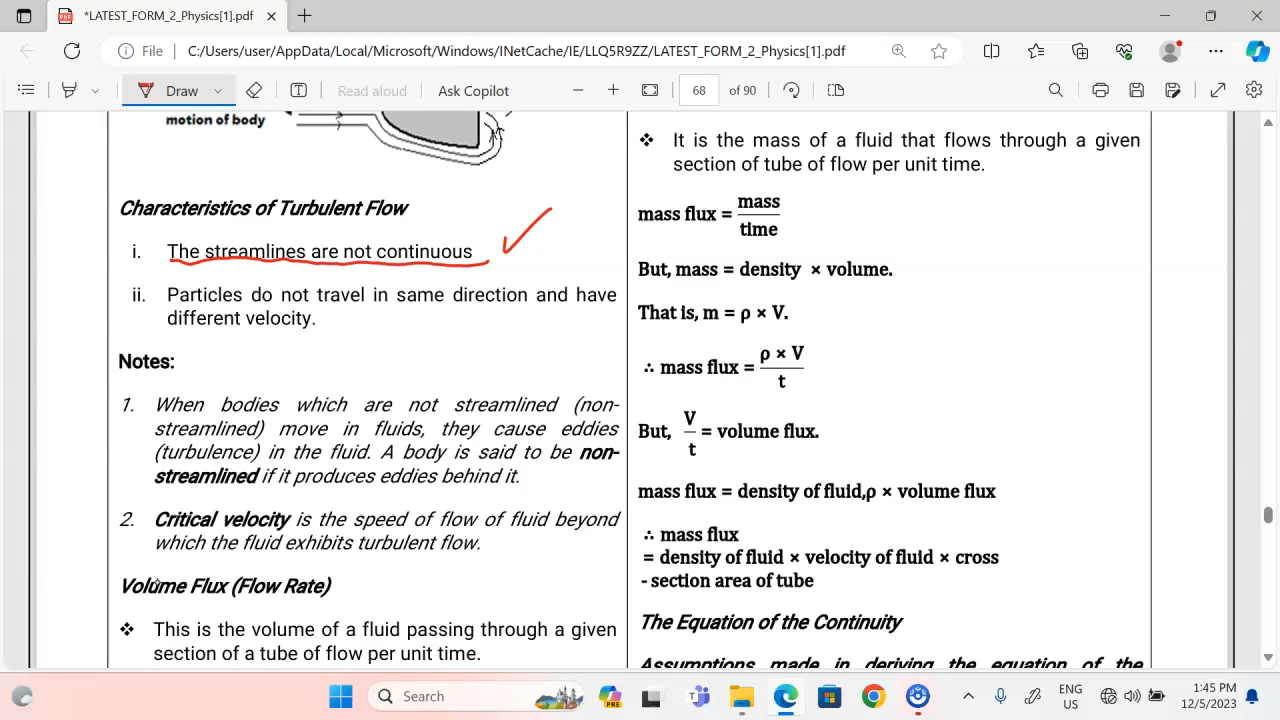 *LATEST_FORM_2_Physics[1].pdf
File
C:/Users/user/AppData/Local/Microsoft/Windows/INetCache/IE/LLQ5R9ZZ/LATEST_FORM_2_Physics[1].pdf
Draw
Read aloud
Ask Copilot
68
of 90
motion of body
Characteristics of Turbulent Flow
i. The streamlines are not continuous
ii. Particles do not travel in same direction and have
different velocity.
Notes:
1. When bodies which are not streamlined (non-
streamlined) move in fluids, they cause eddies
(turbulence) in the fluid. A body is said to be non-
streamlined if it produces eddies behind it.
2. Critical velocity is the speed of flow of fluid beyond
which the fluid exhibits turbulent flow.
Volume Flux (Flow Rate)
❖ This is the volume of a fluid passing through a given
section of a tube of flow per unit time.
❖ It is the mass of a fluid that flows through a given
section of tube of flow per unit time.
mass flux = mass
time
But, mass = density × volume.
That is, m = ρ × V.
∴ mass flux = ρ × V
t
But, V
t = volume flux.
mass flux = density of fluid,ρ × volume flux
∴ mass flux
= density of fluid × velocity of fluid × cross
- section area of tube
The Equation of the Continuity
Assumptions made in deriving the equation of the
Search
PRE
ENG
US
1:45 PM
12/5/2023